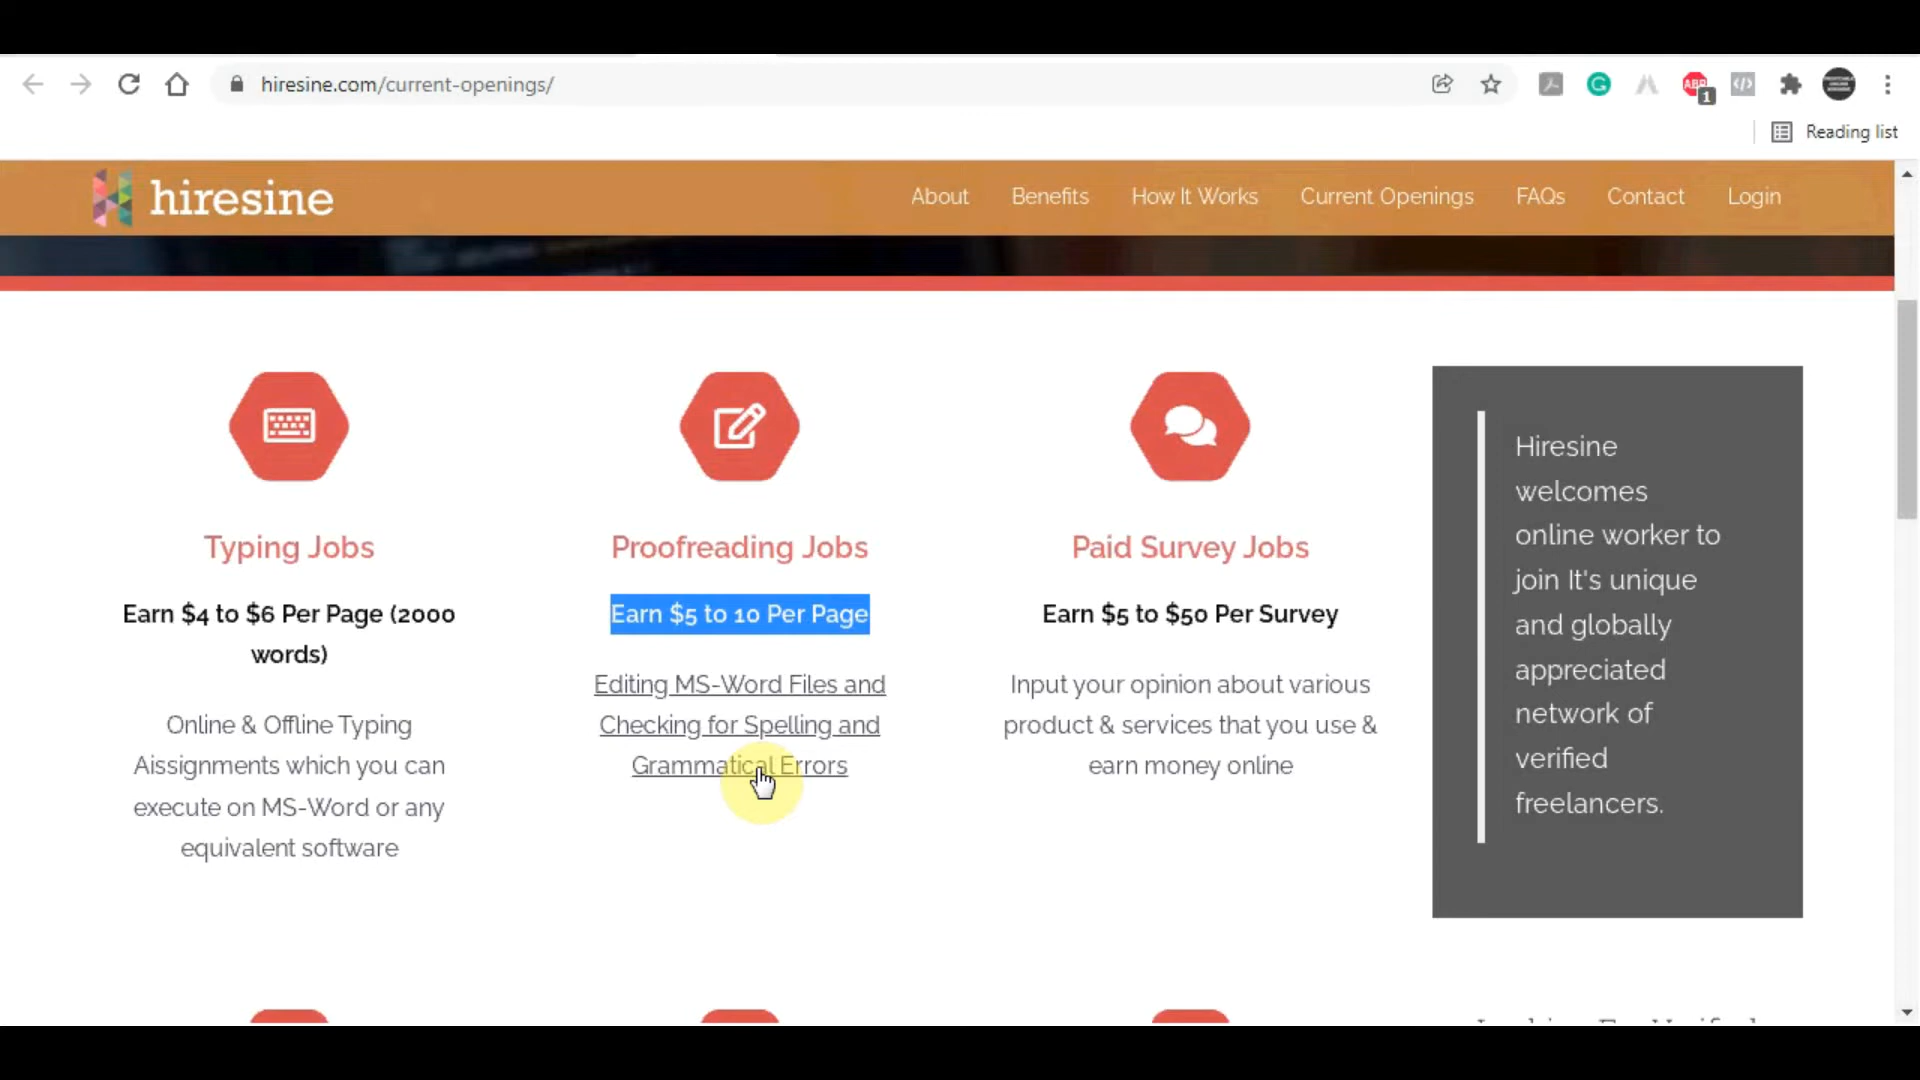 hiresine.com/current-openings/
ABP
1
Reading list
hiresine
About Benefits How It Works Current Openings FAQs Contact Login
Typing Jobs
Earn $4 to $6 Per Page (2000
words)
Online & Offline Typing
Aissignments which you can
execute on MS-Word or any
equivalent software
Proofreading Jobs
Earn $5 to 10 Per Page
Editing MS-Word Files and
Checking for Spelling and
Grammatical Errors
Paid Survey Jobs
Earn $5 to $50 Per Survey
Input your opinion about various
product & services that you use &
earn money online
Hiresine
welcomes
online worker to
join It's unique
and globally
appreciated
network of
verified
freelancers.